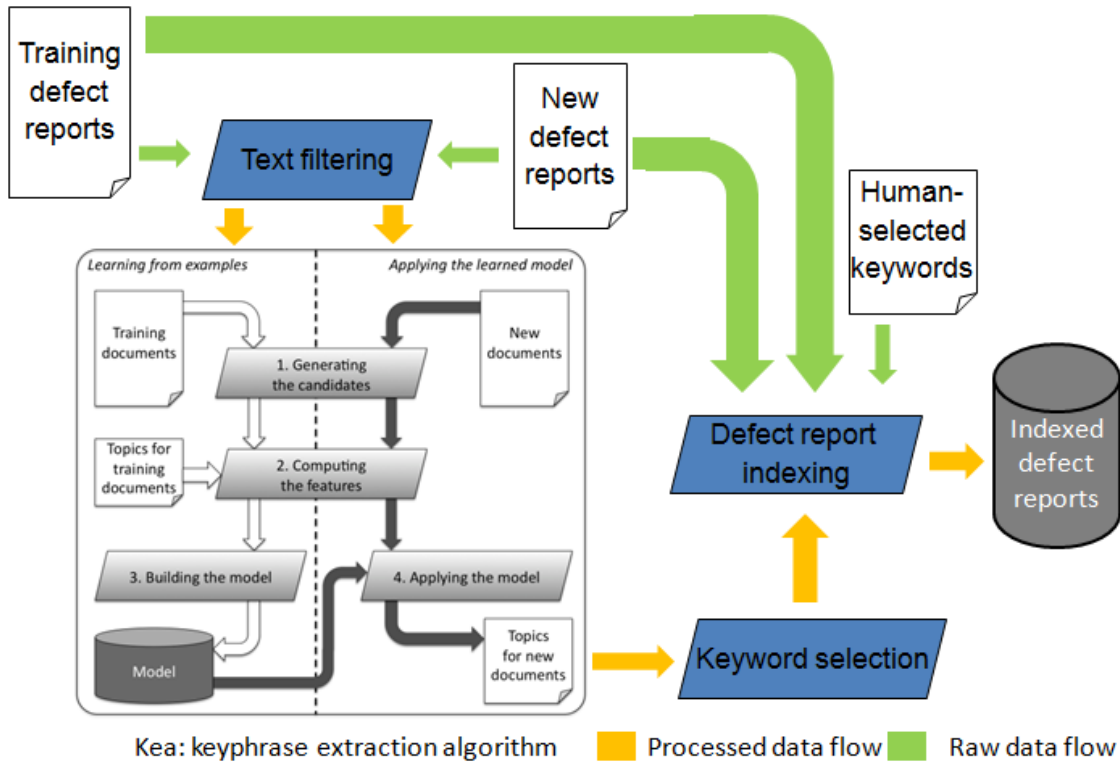 Training
defect
reports
Text filtering
New
defect
reports
Human-
selected
keywords
Learning from examples
Applying the learned model
Training
documents
New
documents
1. Generating
the candidates
Topics for
training
documents
2. Computing
the features
3. Building the model
4. Applying the model
Model
Topics
for new
documents
Defect report
indexing
Indexed
defect
reports
Keyword selection
Kea: keyphrase extraction algorithm
Processed data flow
Raw data flow